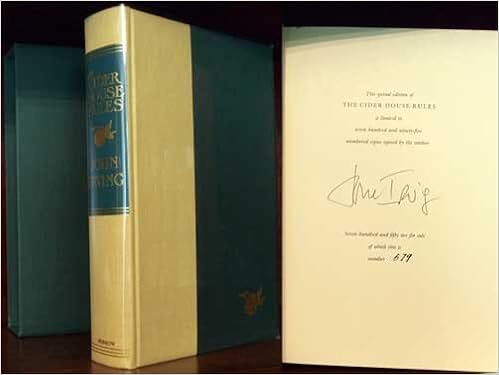 CIDER
HOUSE
RULES
JOHN
IRVING
MORROW
This special edition of
THE CIDER HOUSE RULES
is limited to
seven hundred and ninety-five
numbered copies signed by the author
John Irving
Seven hundred and fifty are for sale
of which this is
number 679